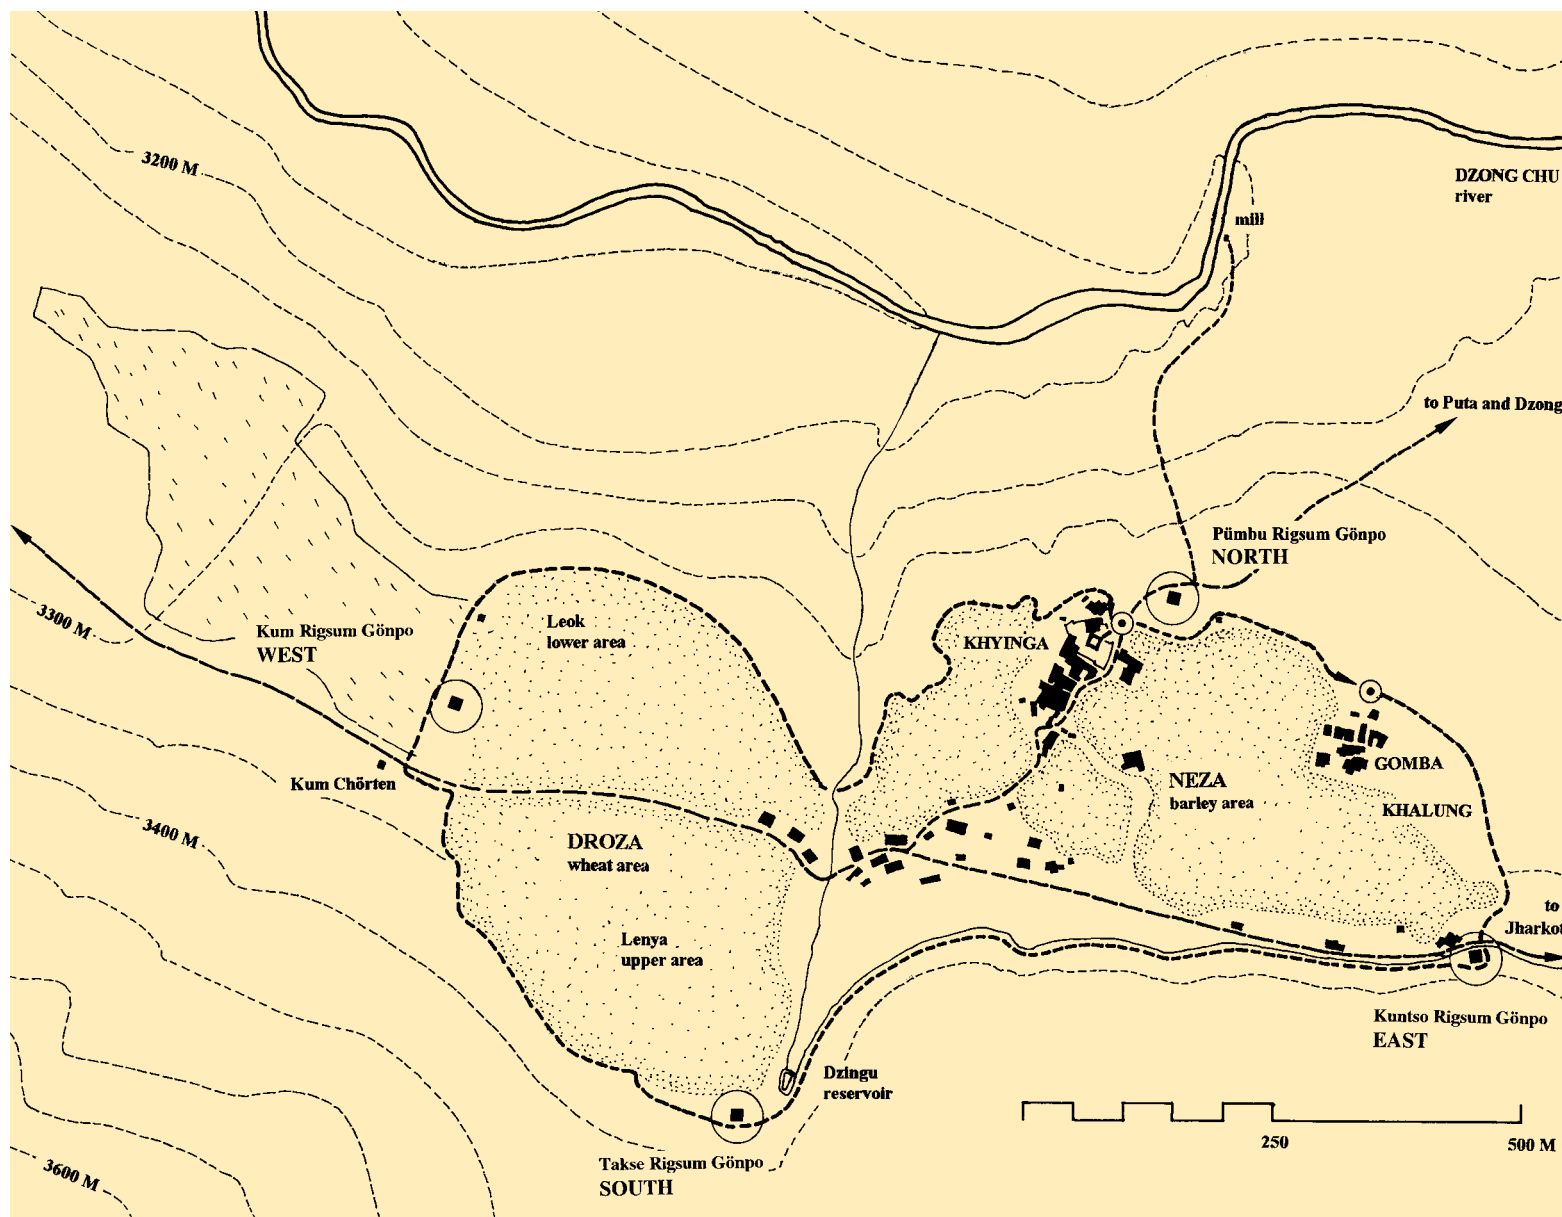 3200 M
DZONG CHU
river
mill
to Puta and Dzong
Pümbu Rigsum Gönpo
NORTH
3300 M
Kum Rigsum Gönpo
WEST
Leok
lower area
KHYINGA
Kum Chörten
NEZA
barley area
GOMBA
KHALUNG
3400 M
DROZA
wheat area
Lenya
upper area
to
Jharkot
Kuntso Rigsum Gönpo
EAST
Dzingu
reservoir
250
500 M
3600 M
Takse Rigsum Gönpo
SOUTH